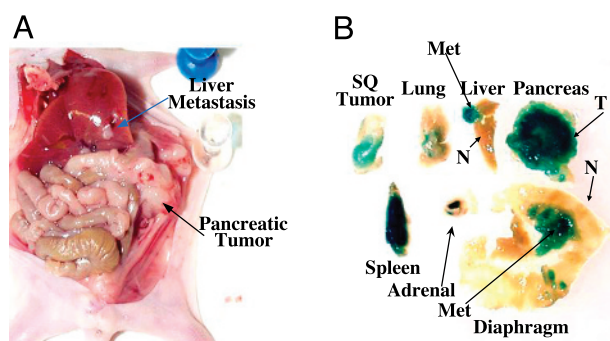 A
Liver
Metastasis
Pancreatic
Tumor
B
Met
SQ
Tumor
Lung
Liver
Pancreas
T
N
N
Spleen
Adrenal
Met
Diaphragm